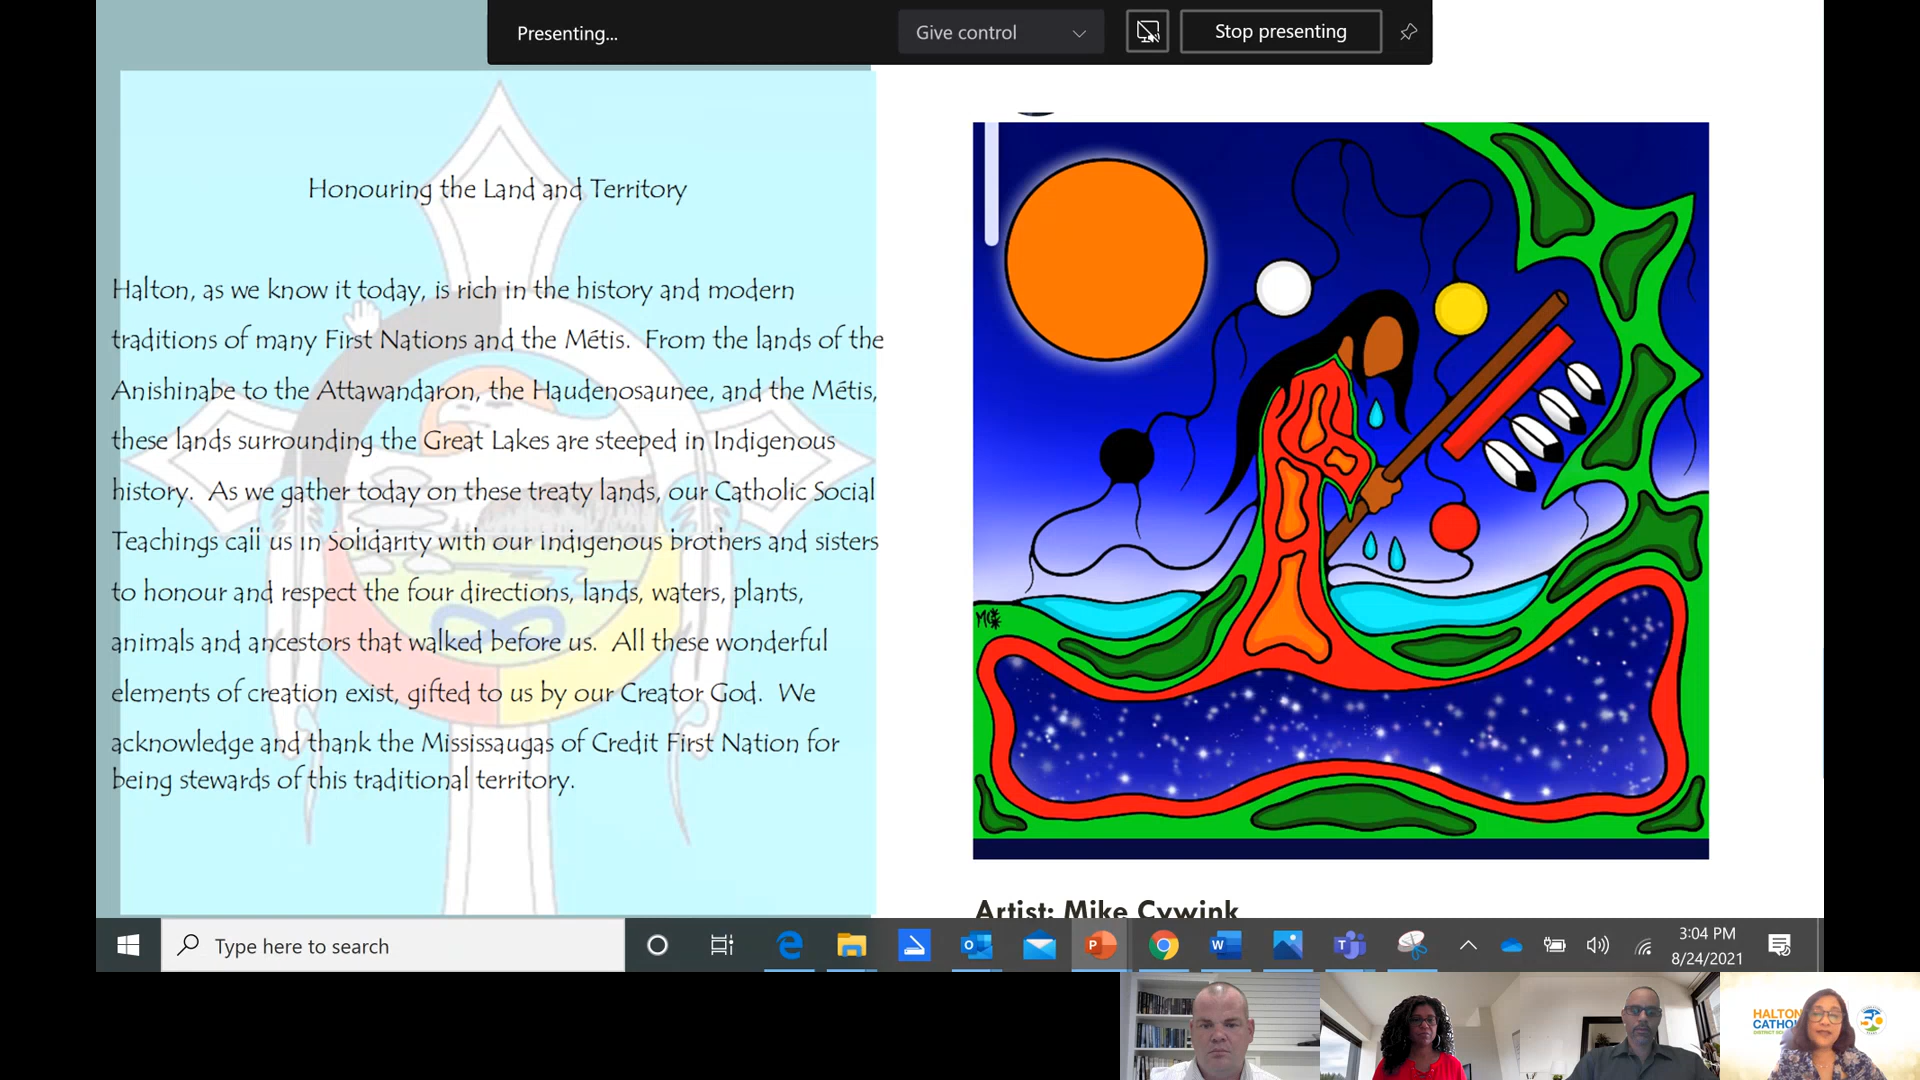 Presenting...
Give control
Stop presenting
Honouring the Land and Territory
Halton, as we know it today, is rich in the history and modern
traditions of many First Nations and the Métis. From the lands of the
Anishinabe to the Attawandaron, the Haudenosaunee, and the Métis,
these lands surrounding the Great Lakes are steeped in Indigenous
history. As we gather today on these treaty lands, our Catholic Social
Teachings call us in Solidarity with our Indigenous brothers and sisters
to honour and respect the four directions, lands, waters, plants,
animals and ancestors that walked before us. All these wonderful
elements of creation exist, gifted to us by our Creator God. We
acknowledge and thank the Mississaugas of Credit First Nation for
being stewards of this traditional territory.
Artist: Mike Cywink
Type here to search
3:04 PM
8/24/2021
HALTON
CATHO